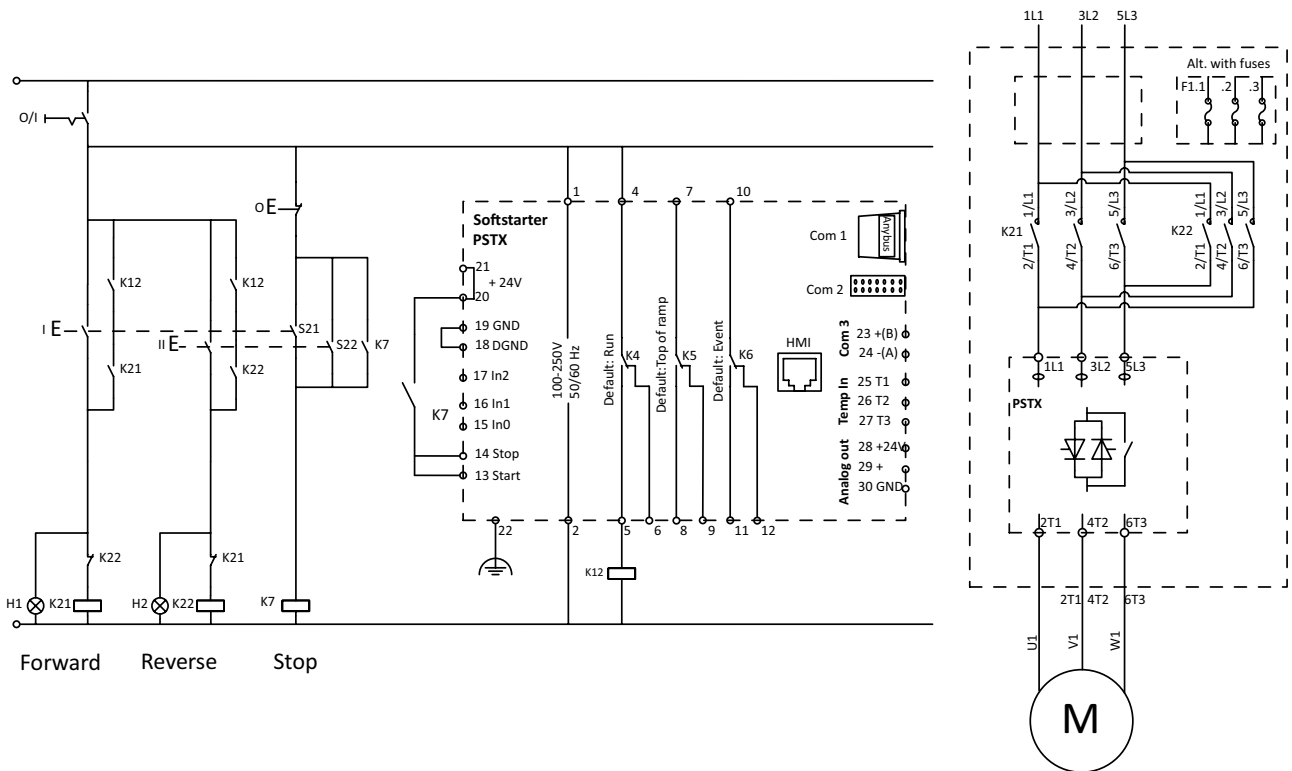 1L1 3L2 5L3
Alt. with fuses
F1.1 .2 .3
O/I
1 4 7 10
O E
Softstarter
PSTX
Com 1
Anybus
1/L1 3/L2 5/L3
1/L1 3/L2 5/L3
K21
K22
2/T1 4/T2 6/T3
2/T1 4/T2 6/T3
21
+ 24V
20
Com 2
K12 K12
19 GND
18 DGND
I E
S21
II E
S22 K7
K21 K22
17 In2
16 In1
15 In0
K7
14 Stop
13 Start
100-250V
50/60 Hz
Default: Run
K4
Default:Top of ramp
K5
Default: Event
K6
HMI
Com 3
23 +(B)
24 -(A)
Temp In
25 T1
26 T2
27 T3
Analog out
28 +24V
29 +
30 GND
1L1 3L2 5L3
PSTX
22 2 5 6 8 9 11 12
2T1 4T2 6T3
K22 K21
K12
H1 K21 H2 K22 K7
2T1 4T2 6T3
U1 V1 W1
Forward Reverse Stop
M